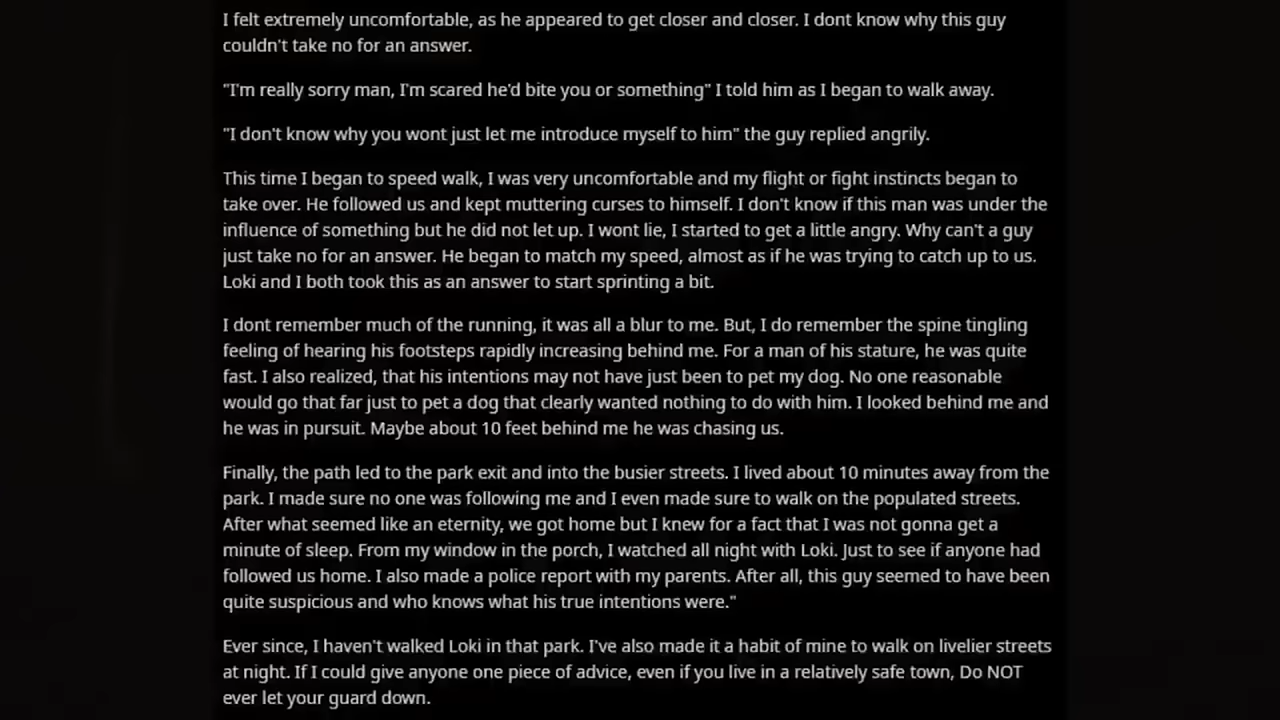 I felt extremely uncomfortable, as he appeared to get closer and closer. I dont know why this guy
couldn't take no for an answer.
"I'm really sorry man, I'm scared he'd bite you or something" I told him as I began to walk away.
"I don't know why you wont just let me introduce myself to him" the guy replied angrily.
This time I began to speed walk, I was very uncomfortable and my flight or fight instincts began to
take over. He followed us and kept muttering curses to himself. I don't know if this man was under the
influence of something but he did not let up. I wont lie, I started to get a little angry. Why can't a guy
just take no for an answer. He began to match my speed, almost as if he was trying to catch up to us.
Loki and I both took this as an answer to start sprinting a bit.
I dont remember much of the running, it was all a blur to me. But, I do remember the spine tingling
feeling of hearing his footsteps rapidly increasing behind me. For a man of his stature, he was quite
fast. I also realized, that his intentions may not have just been to pet my dog. No one reasonable
would go that far just to pet a dog that clearly wanted nothing to do with him. I looked behind me and
he was in pursuit. Maybe about 10 feet behind me he was chasing us.
Finally, the path led to the park exit and into the busier streets. I lived about 10 minutes away from the
park. I made sure no one was following me and I even made sure to walk on the populated streets.
After what seemed like an eternity, we got home but I knew for a fact that I was not gonna get a
minute of sleep. From my window in the porch, I watched all night with Loki. Just to see if anyone had
followed us home. I also made a police report with my parents. After all, this guy seemed to have been
quite suspicious and who knows what his true intentions were."
Ever since, I haven't walked Loki in that park. I've also made it a habit of mine to walk on livelier streets
at night. If I could give anyone one piece of advice, even if you live in a relatively safe town, Do NOT
ever let your guard down.